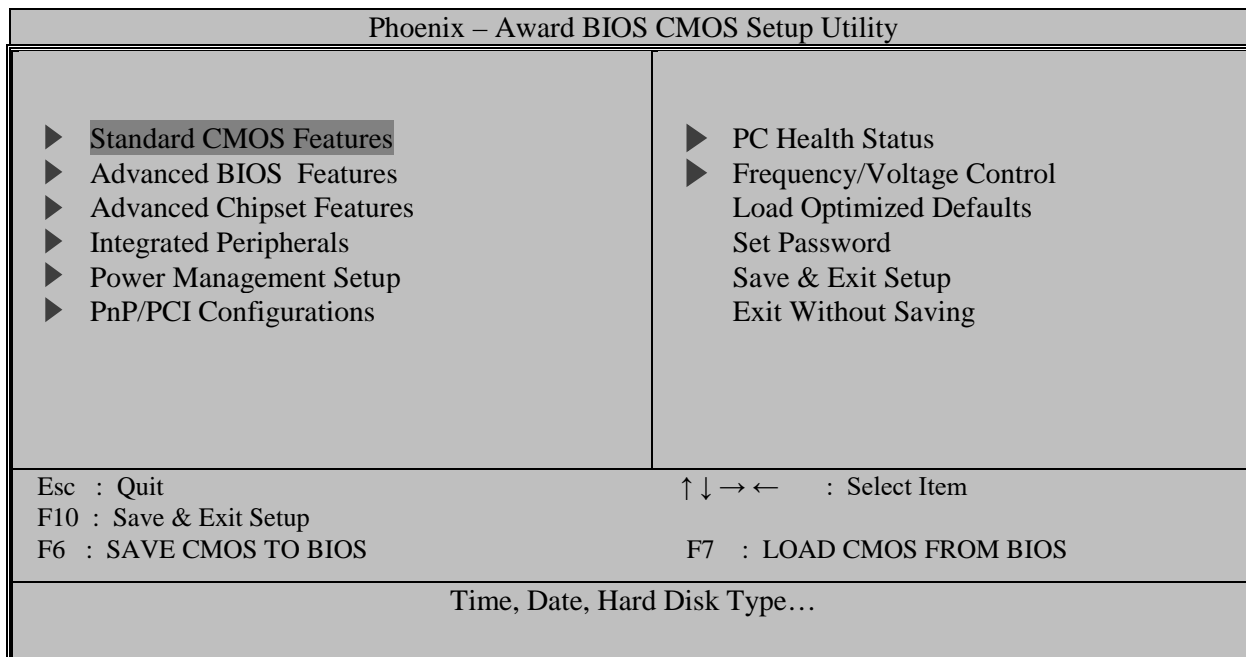 Phoenix – Award BIOS CMOS Setup Utility
Standard CMOS Features
Advanced BIOS Features
Advanced Chipset Features
Integrated Peripherals
Power Management Setup
PnP/PCI Configurations
PC Health Status
Frequency/Voltage Control
Load Optimized Defaults
Set Password
Save & Exit Setup
Exit Without Saving
Esc : Quit
↑ ↓ → ← : Select Item
F10 : Save & Exit Setup
F6 : SAVE CMOS TO BIOS
F7 : LOAD CMOS FROM BIOS
Time, Date, Hard Disk Type…